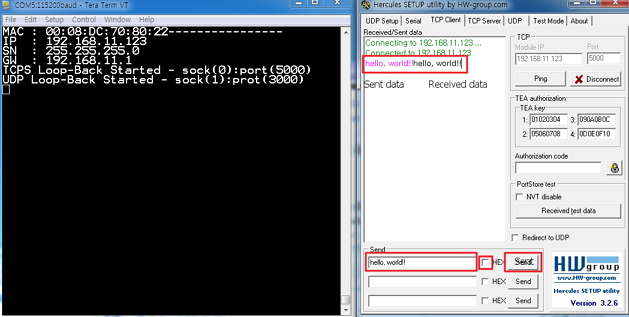 COM5:115200baud - Tera Term VT
File Edit Setup Control Window Help
MAC : 00:08:DC:70:80:22----------------
IP : 192.168.11.123
SN : 255.255.255.0
GW : 192.168.11.1
TCPS Loop-Back Started - sock(0):port(5000)
UDP Loop-Back Started - sock(1):prot(3000)
Hercules SETUP utility by HW-group.com
UDP Setup Serial TCP Client TCP Server UDP Test Mode About
Received/Sent data
Connecting to 192.168.11.123 ...
Connected to 192.168.11.123
hello, world!!hello, world!!
Sent data Received data
TCP
Module IP Port
192.168.11.123 5000
Ping Disconnect
TEA authorization
TEA key
1: 01020304 3: 090A0B0C
2: 05060708 4: 0D0E0F10
Authorization code
PortStore test
NVT disable
Received test data
Redirect to UDP
Send
hello, world!! HEX Send
HEX Send
HEX Send
HW group
www.HW-group.com
Hercules SETUP utility
Version 3.2.6